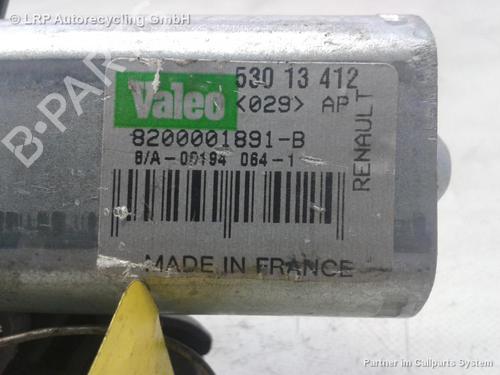 © LRP Autorecycling GmbH
Valeo
530 13 412
<029> AP
RENAULT
8200001891-B
8/A-00194 064-1
MADE IN FRANCE
Partner im Callparts System